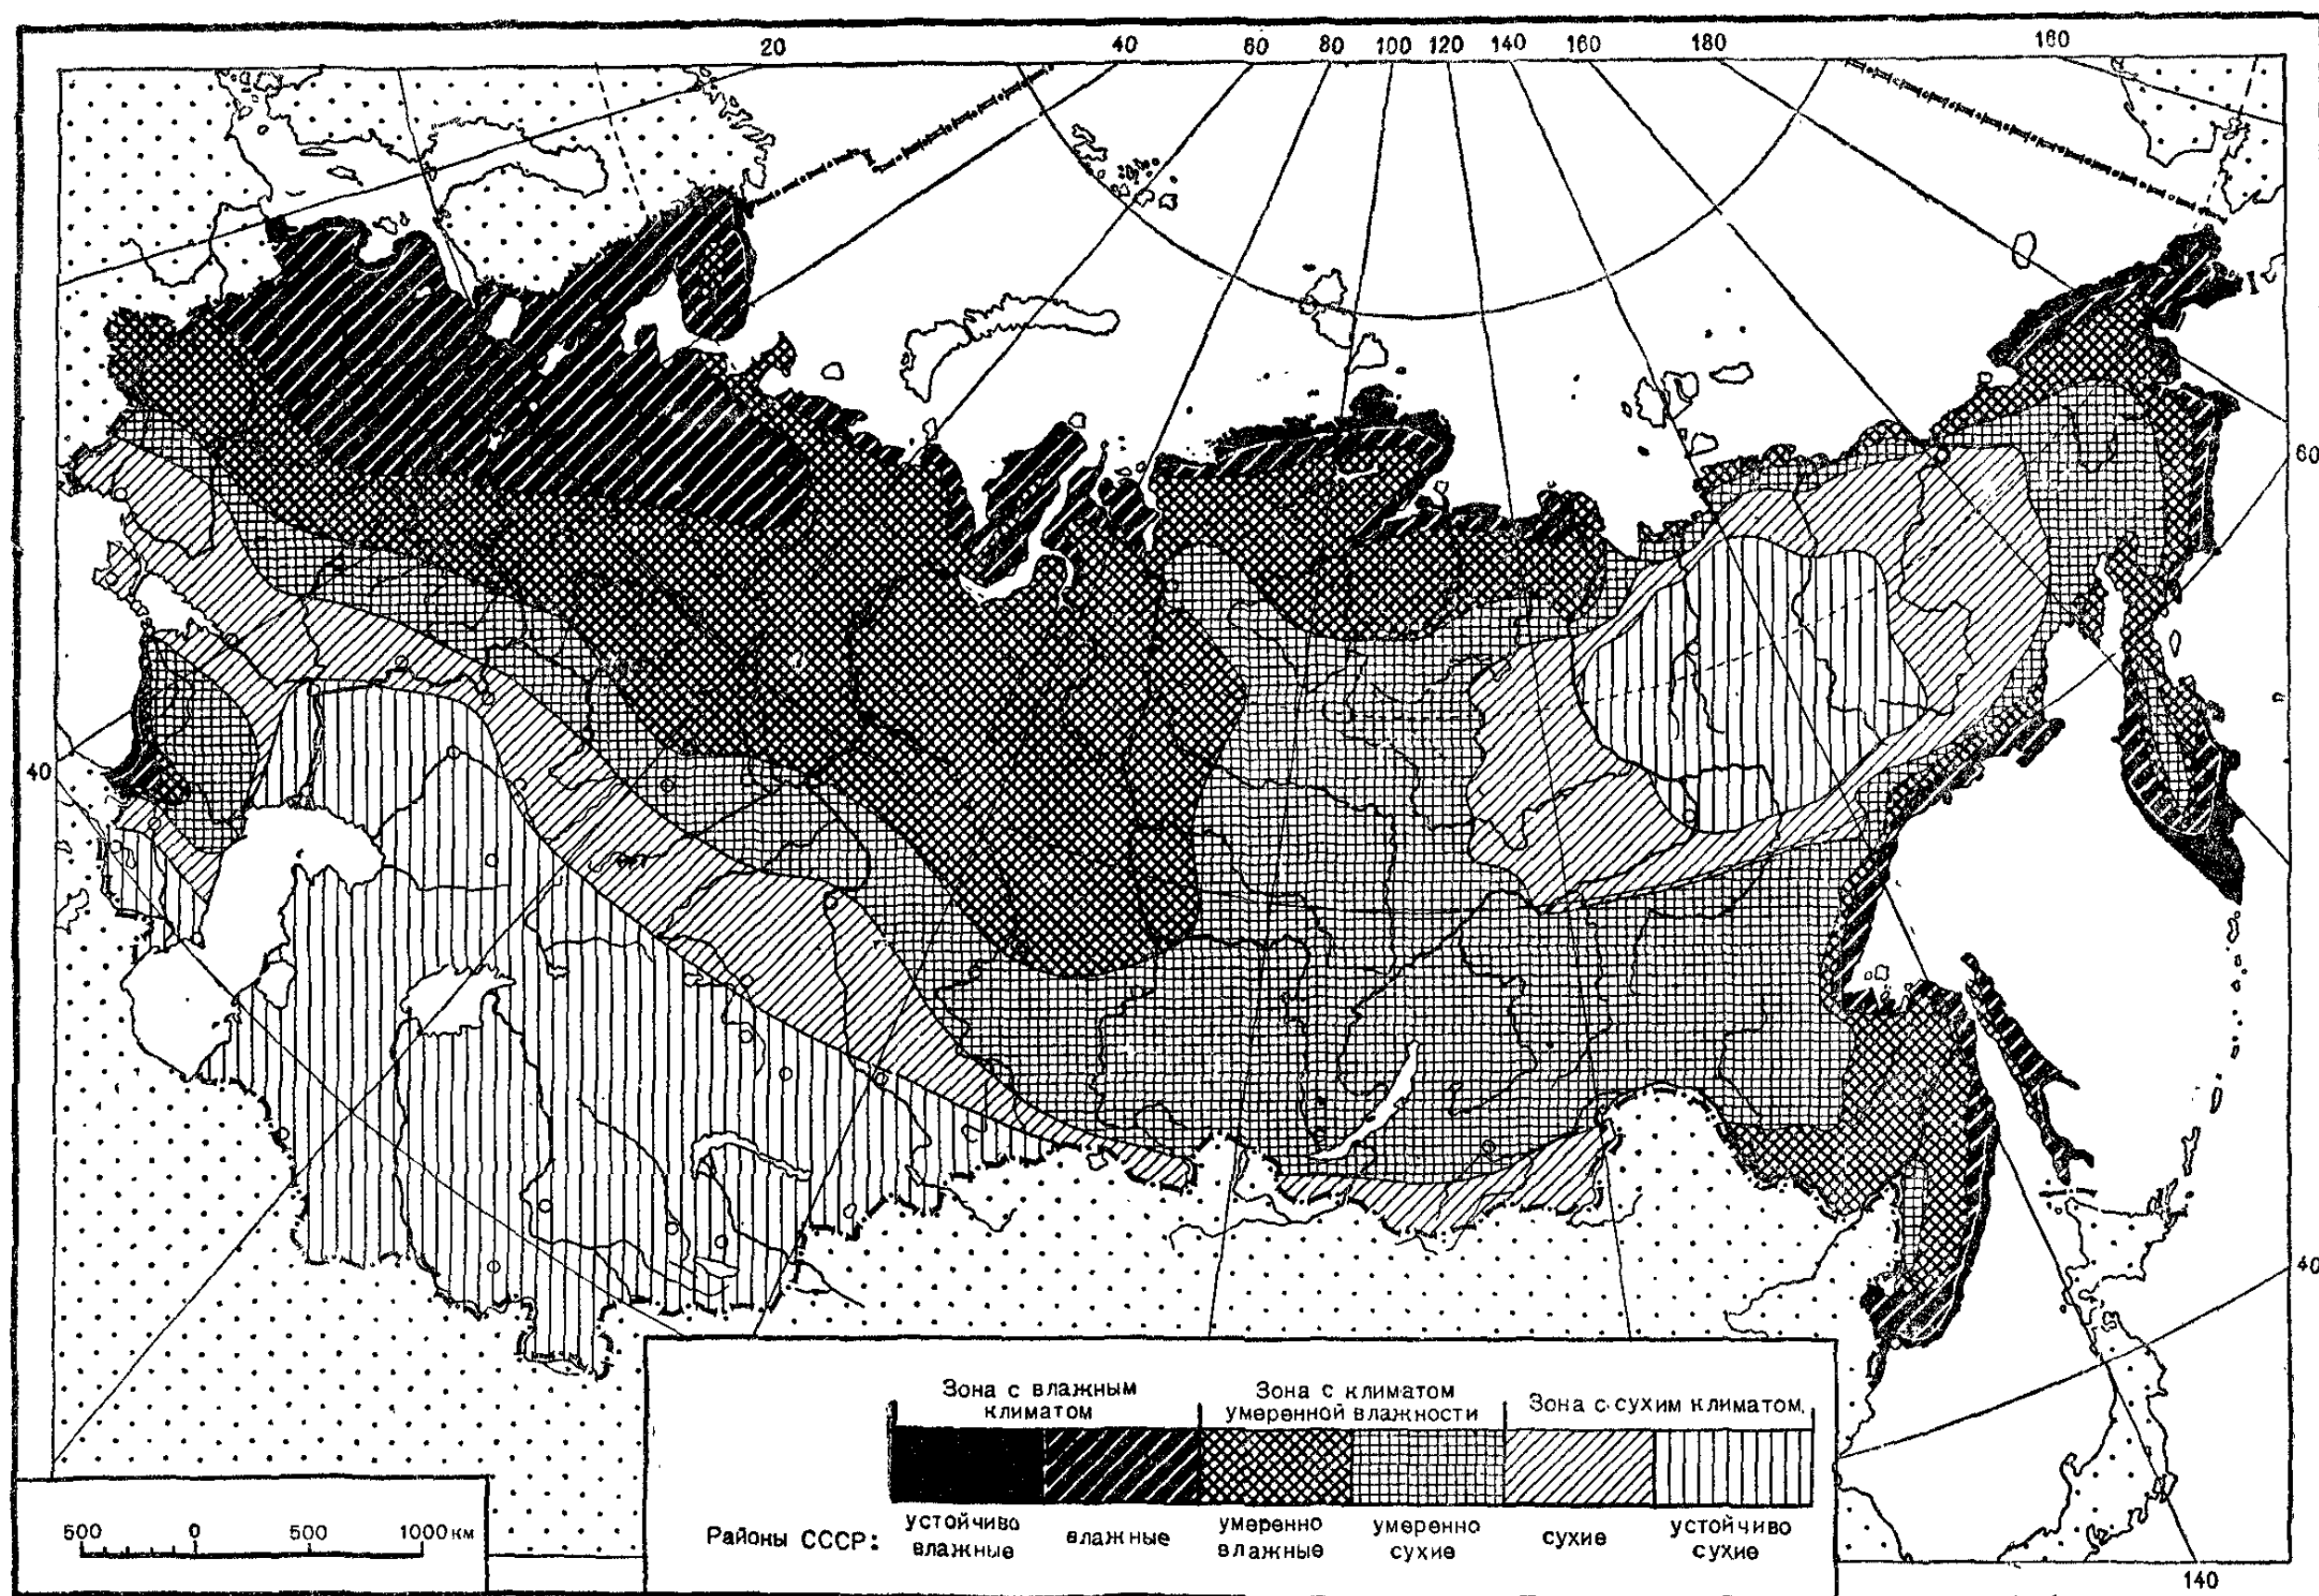 20 40 60 80 100 120 140 160 180 160
60
40
40
Зона с влажным
климатом
Зона с климатом
умеренной влажности
Зона с сухим климатом.
Районы СССР:
устойчиво
влажные
влажные
умеренно
влажные
умеренно
сухие
сухие
устойчиво
сухие
500 0 500 1000 км
140